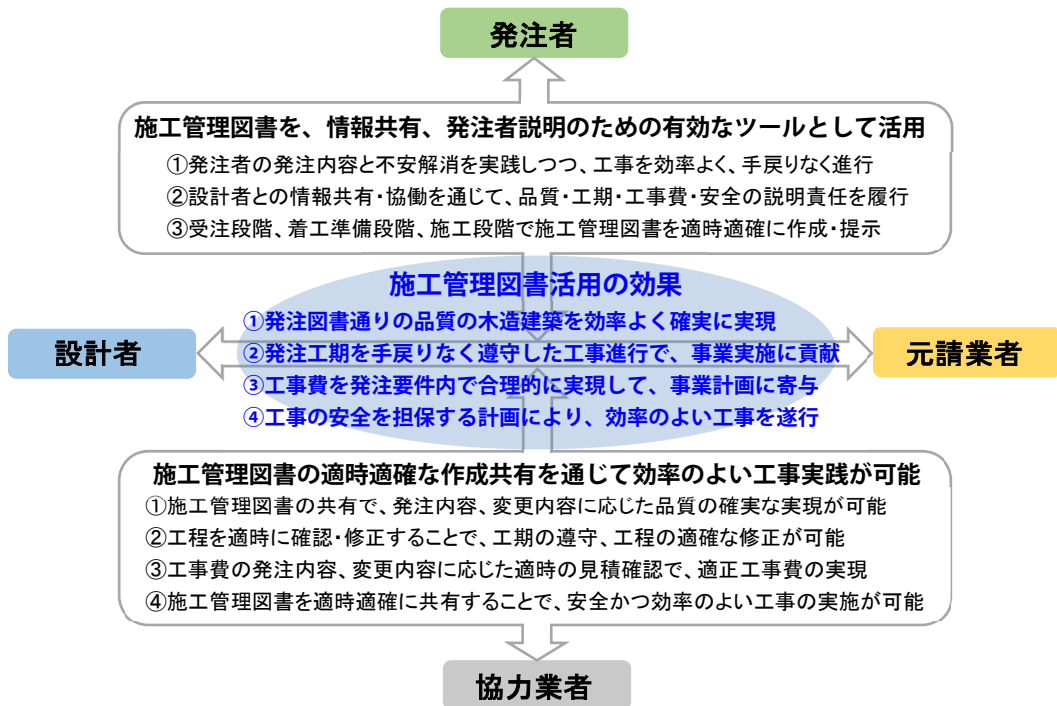 発注者
施工管理図書を、情報共有、発注者説明のための有効なツールとして活用
①発注者の発注内容と不安解消を実践しつつ、工事を効率よく、手戻りなく進行
②設計者との情報共有・協働を通じて、品質・工期・工事費・安全の説明責任を履行
③受注段階、着工準備段階、施工段階で施工管理図書を適時適確に作成・提示
施工管理図書活用の効果
①発注図書通りの品質の木造建築を効率よく確実に実現
設計者
②発注工期を手戻りなく遵守した工事進行で、事業実施に貢献
元請業者
③工事費を発注要件内で合理的に実現して、事業計画に寄与
④工事の安全を担保する計画により、効率のよい工事を遂行
施工管理図書の適時適確な作成共有を通じて効率のよい工事実践が可能
①施工管理図書の共有で、発注内容、変更内容に応じた品質の確実な実現が可能
②工程を適時に確認・修正することで、工期の遵守、工程の適確な修正が可能
③工事費の発注内容、変更内容に応じた適時の見積確認で、適正工事費の実現
④施工管理図書を適時適確に共有することで、安全かつ効率のよい工事の実施が可能
協力業者